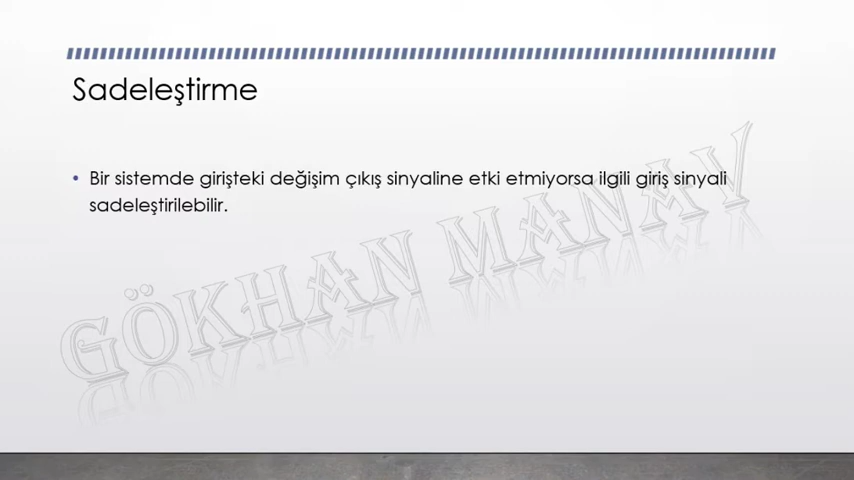 Sadeleştirme
• Bir sistemde girişteki değişim çıkış sinyaline etki etmiyorsa ilgili giriş sinyali
sadeleştirilebilir.
GÖKHAN MANAV